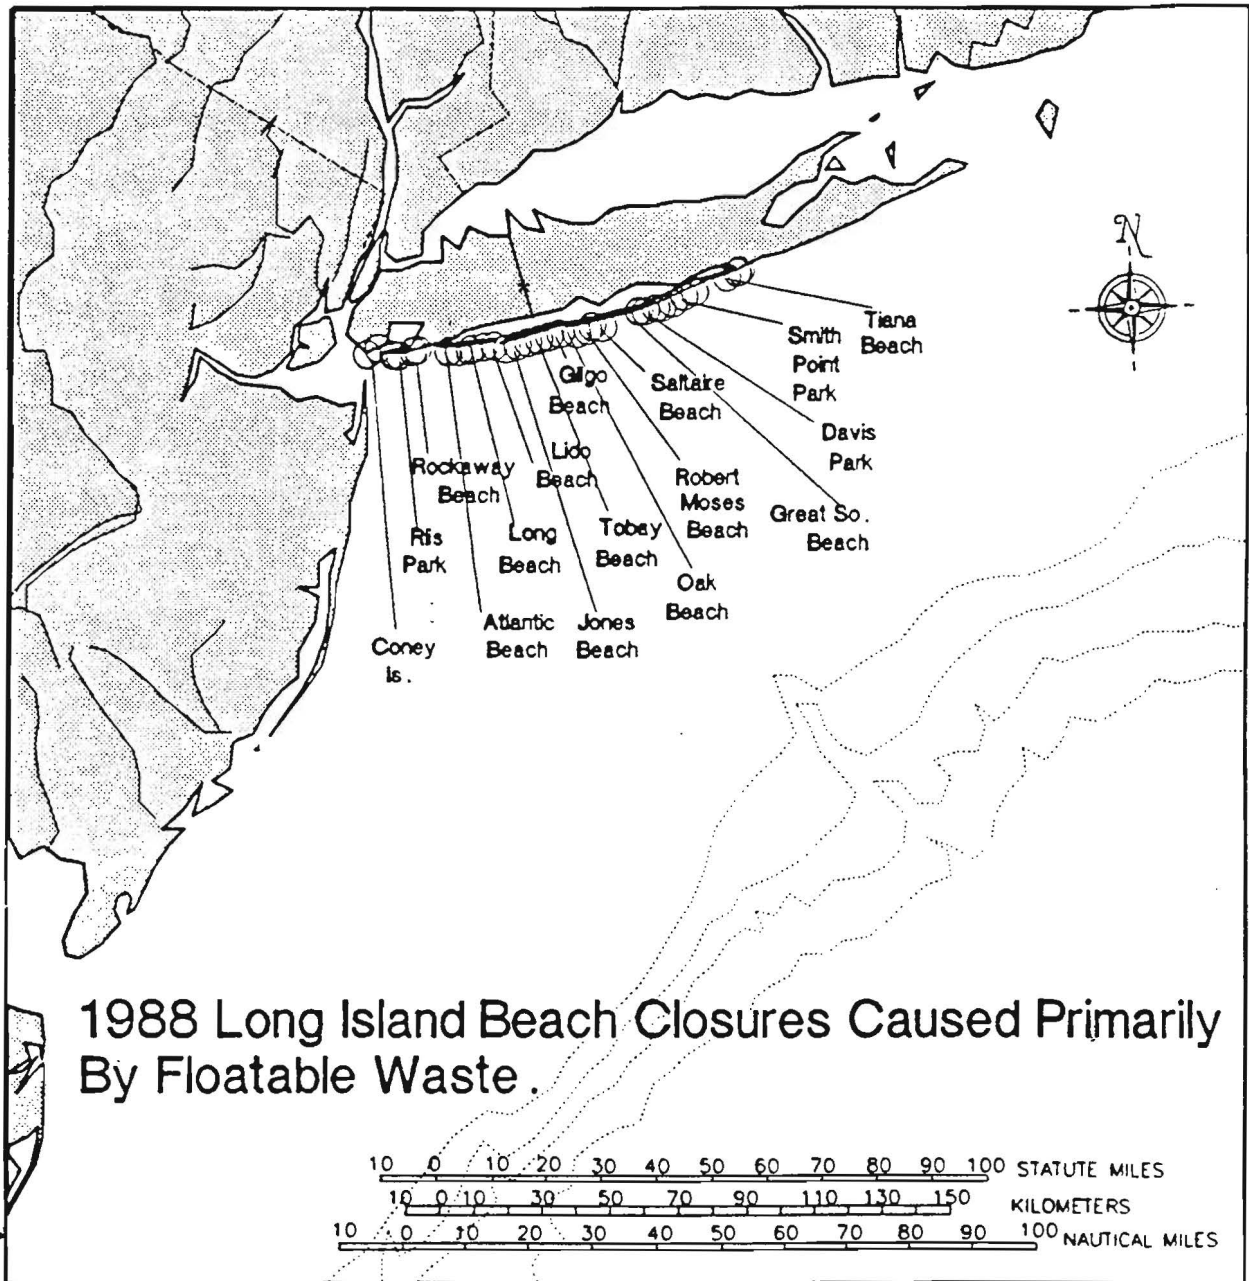 N
Tiana
Beach
Smith
Point
Park
Gilgo
Beach
Saltaire
Beach
Davis
Park
Lido
Beach
Rockaway
Beach
Robert
Moses
Beach
Great So.
Beach
Riis
Park
Long
Beach
Tobay
Beach
Oak
Beach
Atlantic
Beach
Jones
Beach
Coney
Is.
1988 Long Island Beach Closures Caused Primarily
By Floatable Waste.
10 0 10 20 30 40 50 60 70 80 90 100 STATUTE MILES
10 0 10 30 50 70 90 110 130 150 KILOMETERS
10 0 10 20 30 40 50 60 70 80 90 100 NAUTICAL MILES